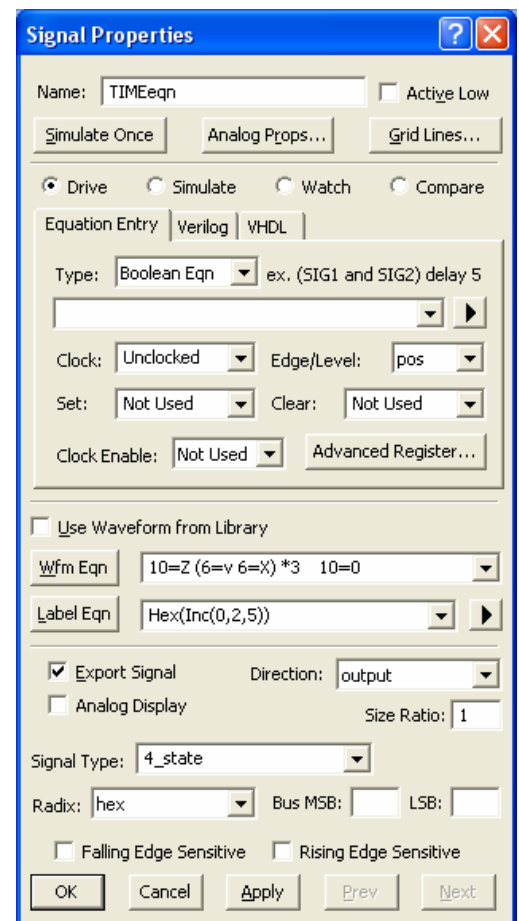 Signal Properties
Name: TIMEeqn Active Low
Simulate Once Analog Props... Grid Lines...
Drive Simulate Watch Compare
Equation Entry Verilog VHDL
Type: Boolean Eqn ex. (SIG1 and SIG2) delay 5
Clock: Unclocked Edge/Level: pos
Set: Not Used Clear: Not Used
Clock Enable: Not Used Advanced Register...
Use Waveform from Library
Wfm Eqn 10=Z (6=v 6=X) *3 10=0
Label Eqn Hex(Inc(0,2,5))
Export Signal Direction: output
Analog Display Size Ratio: 1
Signal Type: 4_state
Radix: hex Bus MSB: LSB:
Falling Edge Sensitive Rising Edge Sensitive
OK Cancel Apply Prev Next